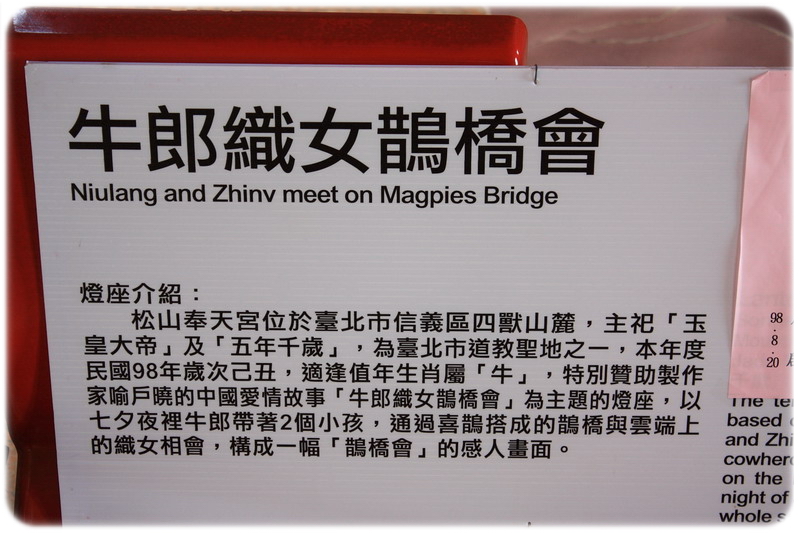 牛郎織女鵲橋會
Niulang and Zhinv meet on Magpies Bridge
燈座介紹：
松山奉天宮位於臺北市信義區四獸山麓，主祀「玉
皇大帝」及「五年千歲」，為臺北市道教聖地之一，本年度
民國98年歲次己丑，適逢值年生肖屬「牛」，特別贊助製作
家喻戶曉的中國愛情故事「牛郎織女鵲橋會」為主題的燈座，以
七夕夜裡牛郎帶著2個小孩，通過喜鵲搭成的鵲橋與雲端上
的織女相會，構成一幅「鵲橋會」的感人畫面。
98
.
8
.
20
The
based
and
on the
night of
whole